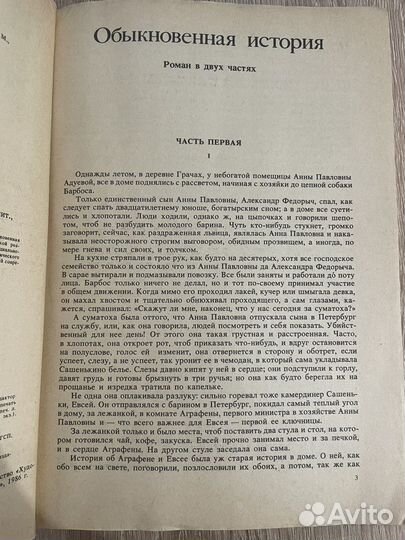 Обыкновенная история
Роман в двух частях
ЧАСТЬ ПЕРВАЯ
I
Однажды летом, в деревне Грачах, у небогатой помещицы Анны Павловны
Адуевой, все в доме поднялись с рассветом, начиная с хозяйки до цепной собаки
Барбоса.
Только единственный сын Анны Павловны, Александр Федорыч, спал, как
следует спать двадцатилетнему юноше, богатырским сном; а в доме все суети-
лись и хлопотали. Люди ходили, однако ж, на цыпочках и говорили шепо-
том, чтоб не разбудить молодого барина. Чуть кто-нибудь стукнет, громко
заговорит, сейчас, как раздраженная львица, являлась Анна Павловна и нака-
зывала неосторожного строгим выговором, обидным прозвищем, а иногда, по
мере гнева и сил своих, и толчком.
На кухне стряпали в трое рук, как будто на десятерых, хотя все господское
семейство только и состояло что из Анны Павловны да Александра Федорыча.
В сарае вытирали и подмазывали повозку. Все были заняты и работали до поту
лица. Барбос только ничего не делал, но и тот по-своему принимал участие
в общем движении. Когда мимо его проходил лакей, кучер или шмыгала девка,
он махал хвостом и тщательно обнюхивал проходящего, а сам глазами, кажет-
ся, спрашивал: «Скажут ли мне, наконец, что у нас сегодня за суматоха?»
А суматоха была оттого, что Анна Павловна отпускала сына в Петербург
на службу, или, как она говорила, людей посмотреть и себя показать. Убийст-
венный для нее день! От этого она такая грустная и расстроенная. Часто,
в хлопотах, она откроет рот, чтоб приказать что-нибудь, и вдруг остановится
на полуслове, голос ей изменит, она отвернется в сторону и оботрет, если
успеет, слезу, а не успеет, так уронит ее в чемодан, в который сама укладывала
Сашенькино белье. Слезы давно кипят у ней в сердце; они подступили к горлу,
давят грудь и готовы брызнуть в три ручья; но она как будто берегла их на
прощанье и изредка тратила по капельке.
Не одна она оплакивала разлуку: сильно горевал тоже камердинер Сашень-
ки, Евсей. Он отправлялся с барином в Петербург, покидал самый теплый угол в
дому, за лежанкой, в комнате Аграфены, первого министра в хозяйстве Анны
Павловны и — что всего важнее для Евсея — первой ее ключницы.
За лежанкой только и было места, чтоб поставить два стула и стол, на кото-
ром готовился чай, кофе, закуска. Евсей прочно занимал место и за печкой,
и в сердце Аграфены. На другом стуле заседала она сама.
История об Аграфене и Евсее была уж старая история в доме. О ней, как
обо всем на свете, поговорили, позлословили их обоих, а потом, так же как
3
1986 г.
Avito